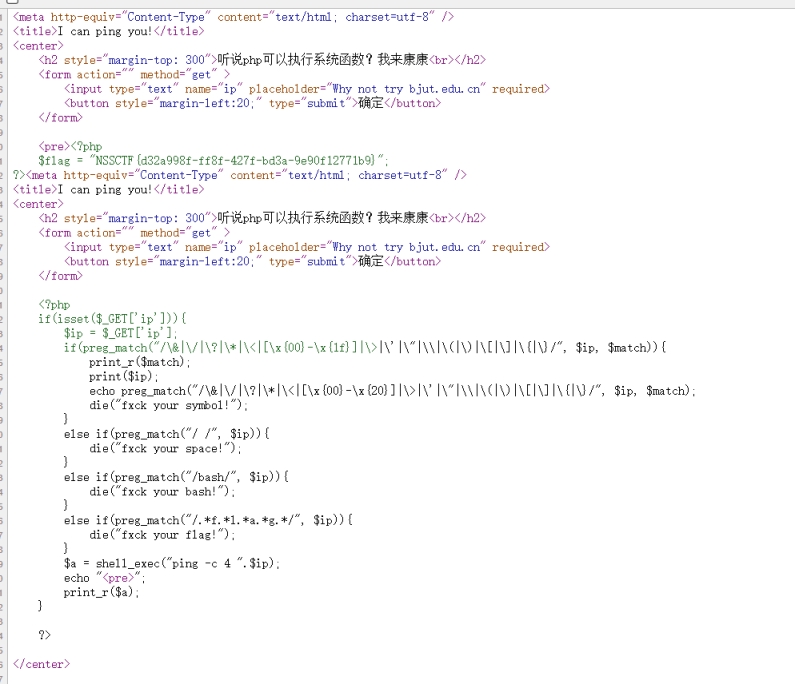 <meta http-equiv="Content-Type" content="text/html; charset=utf-8" />
<title>I can ping you!</title>
<center>
<h2 style="margin-top: 300">听说php可以执行系统函数？我来康康<br></h2>
<form action="" method="get" >
<input type="text" name="ip" placeholder="Why not try bjut.edu.cn" required>
<button style="margin-left:20;" type="submit">确定</button>
</form>
<pre><?php
$flag = "NSSCTF{d32a998f-ff8f-427f-bd3a-9e90f12771b9}";
?><meta http-equiv="Content-Type" content="text/html; charset=utf-8" />
<title>I can ping you!</title>
<center>
<h2 style="margin-top: 300">听说php可以执行系统函数？我来康康<br></h2>
<form action="" method="get" >
<input type="text" name="ip" placeholder="Why not try bjut.edu.cn" required>
<button style="margin-left:20;" type="submit">确定</button>
</form>
<?php
if(isset($_GET['ip'])){
$ip = $_GET['ip'];
if(preg_match("/\&|\/|\?|\*|\<|[\x{00}-\x{1f}]|\>|\'|\"|\\|\(|\)|\[|\]|\{|\}/", $ip, $match)){
print_r($match);
print($ip);
echo preg_match("/\&|\/|\?|\*|\<|[\x{00}-\x{20}]|\>|\'|\"|\\|\(|\)|\[|\]|\{|\}/", $ip, $match);
die("fxck your symbol!");
}
else if(preg_match("/ /", $ip)){
die("fxck your space!");
}
else if(preg_match("/bash/", $ip)){
die("fxck your bash!");
}
else if(preg_match("/.*f.*l.*a.*g.*/", $ip)){
die("fxck your flag!");
}
$a = shell_exec("ping -c 4 ".$ip);
echo "<pre>";
print_r($a);
}
?>
</center>